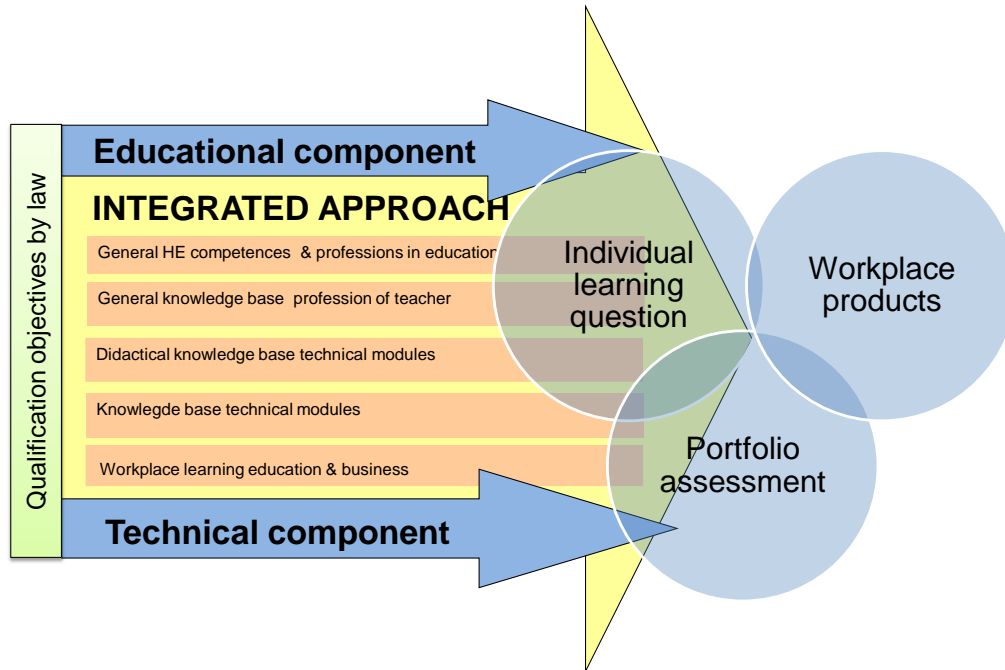 Qualification objectives by law
Educational component
INTEGRATED APPROACH
General HE competences & professions in education
General knowledge base profession of teacher
Didactical knowledge base technical modules
Knowlegde base technical modules
Workplace learning education & business
Technical component
Individual
learning
question
Workplace
products
Portfolio
assessment